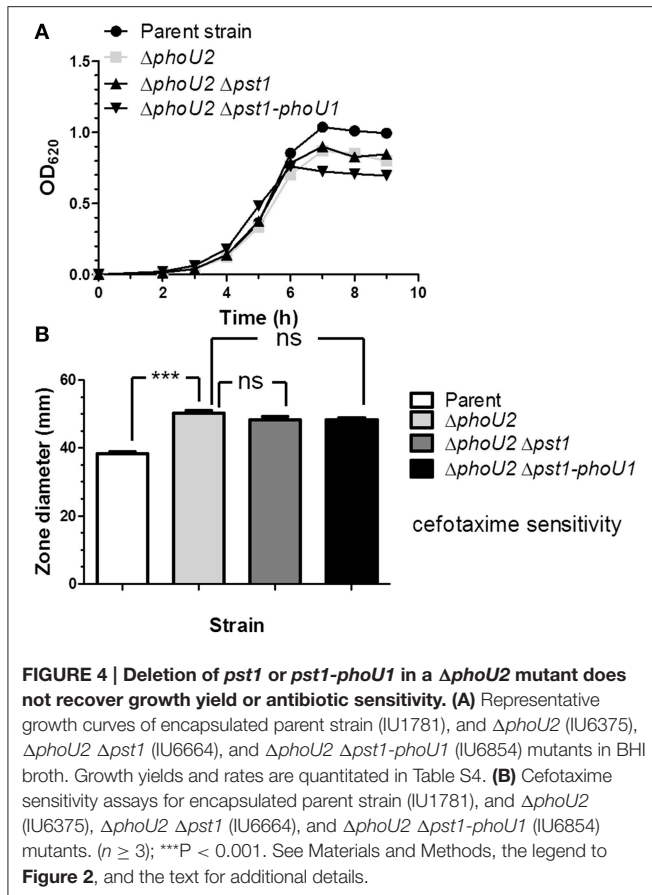 A
Parent strain
ΔphoU2
ΔphoU2 Δpst1
ΔphoU2 Δpst1-phoU1
1.5
1.0
0.5
0.0
OD620
0 2 4 6 8 10
Time (h)
B
ns
*** ns
60
40
20
0
Zone diameter (mm)
Strain
Parent
ΔphoU2
ΔphoU2 Δpst1
ΔphoU2 Δpst1-phoU1
cefotaxime sensitivity
FIGURE 4 | Deletion of pst1 or pst1-phoU1 in a ΔphoU2 mutant does
not recover growth yield or antibiotic sensitivity. (A) Representative
growth curves of encapsulated parent strain (IU1781), and ΔphoU2 (IU6375),
ΔphoU2 Δpst1 (IU6664), and ΔphoU2 Δpst1-phoU1 (IU6854) mutants in BHI
broth. Growth yields and rates are quantitated in Table S4. (B) Cefotaxime
sensitivity assays for encapsulated parent strain (IU1781), and ΔphoU2
(IU6375), ΔphoU2 Δpst1 (IU6664), and ΔphoU2 Δpst1-phoU1 (IU6854)
mutants. (n ≥ 3); ***P < 0.001. See Materials and Methods, the legend to
Figure 2, and the text for additional details.